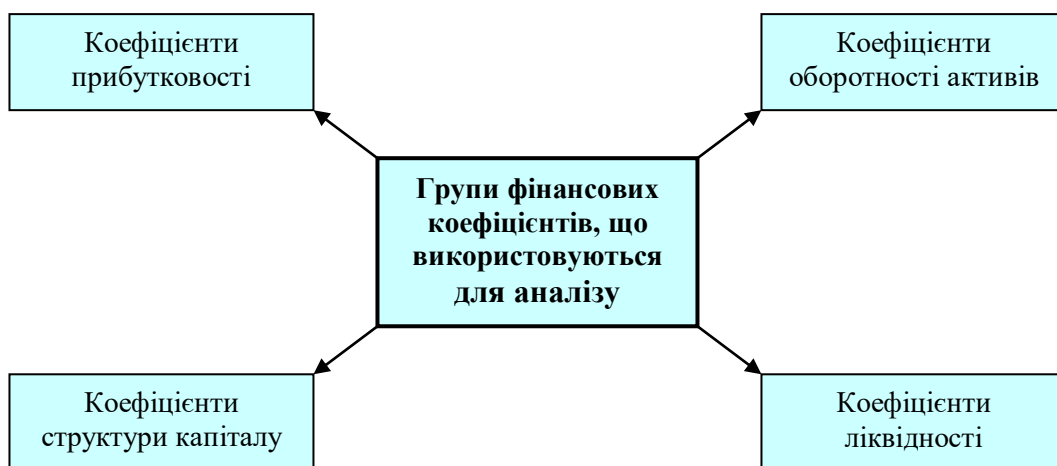 Коефіцієнти
прибутковості
Коефіцієнти
оборотності активів
Групи фінансових
коефіцієнтів, що
використовуються
для аналізу
Коефіцієнти
структури капіталу
Коефіцієнти
ліквідності